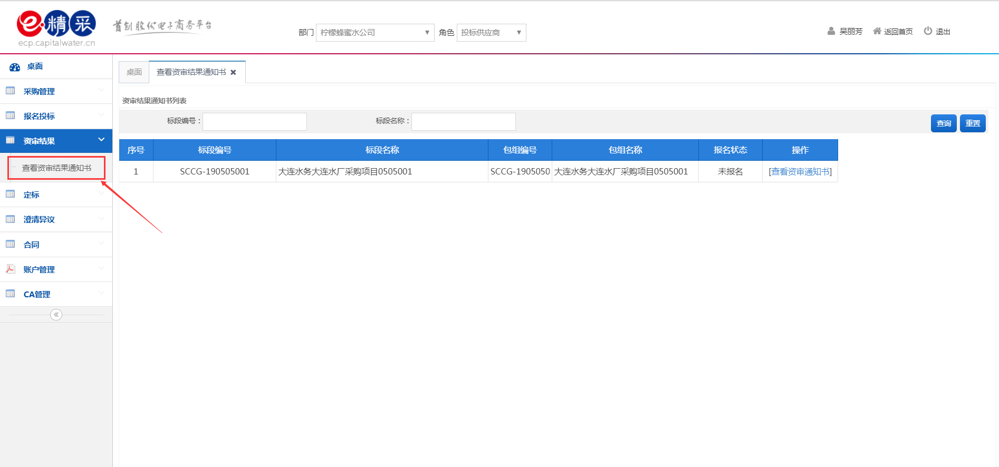 e精采
ecp.capitalwater.cn
首创股份电子商务平台
部门 柠檬蜂蜜水公司 ▼ 角色 投标供应商 ▼
吴丽芳 返回首页 退出
桌面
采购管理
报名投标
资审结果
查看资审结果通知书
定标
澄清异议
合同
账户管理
CA管理
桌面 查看资审结果通知书
资审结果通知书列表
标段编号： 标段名称： 查询 重置
序号 标段编号 标段名称 包组编号 包组名称 报名状态 操作
1 SCCG-190505001 大连水务大连水厂采购项目0505001 SCCG-1905050 大连水务大连水厂采购项目0505001 未报名 [查看资审通知书]